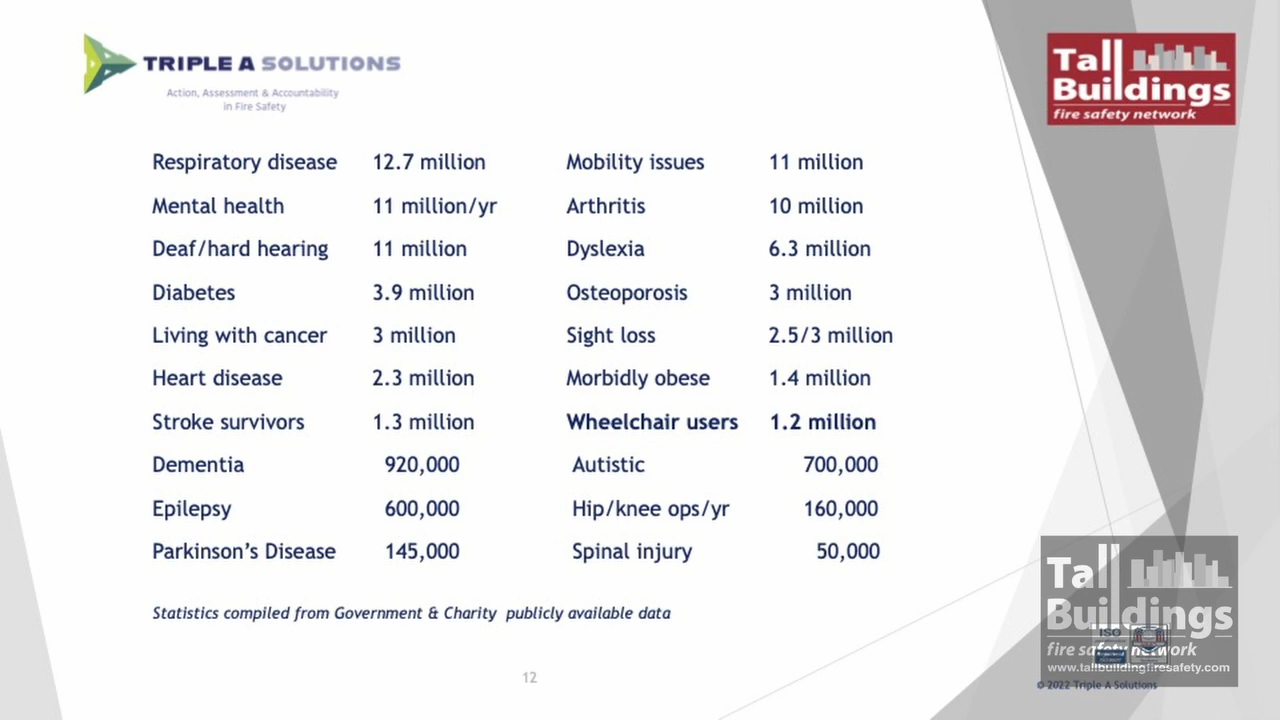 TRIPLE A SOLUTIONS
Action, Assessment & Accountability
in Fire Safety
Tall
Buildings
fire safety network
Respiratory disease 12.7 million Mobility issues 11 million
Mental health 11 million/yr Arthritis 10 million
Deaf/hard hearing 11 million Dyslexia 6.3 million
Diabetes 3.9 million Osteoporosis 3 million
Living with cancer 3 million Sight loss 2.5/3 million
Heart disease 2.3 million Morbidly obese 1.4 million
Stroke survivors 1.3 million Wheelchair users 1.2 million
Dementia 920,000 Autistic 700,000
Epilepsy 600,000 Hip/knee ops/yr 160,000
Parkinson’s Disease 145,000 Spinal injury 50,000
Statistics compiled from Government & Charity publicly available data
12
Tall
Buildings
ISO
fire safety network
www.tallbuildingfiresafety.com
© 2022 Triple A Solutions